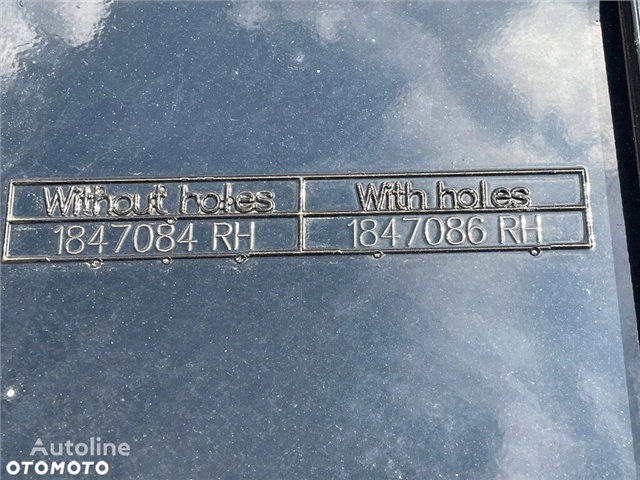 Without holes With holes
1847084 RH 1847086 RH
Autoline
OTOMOTO